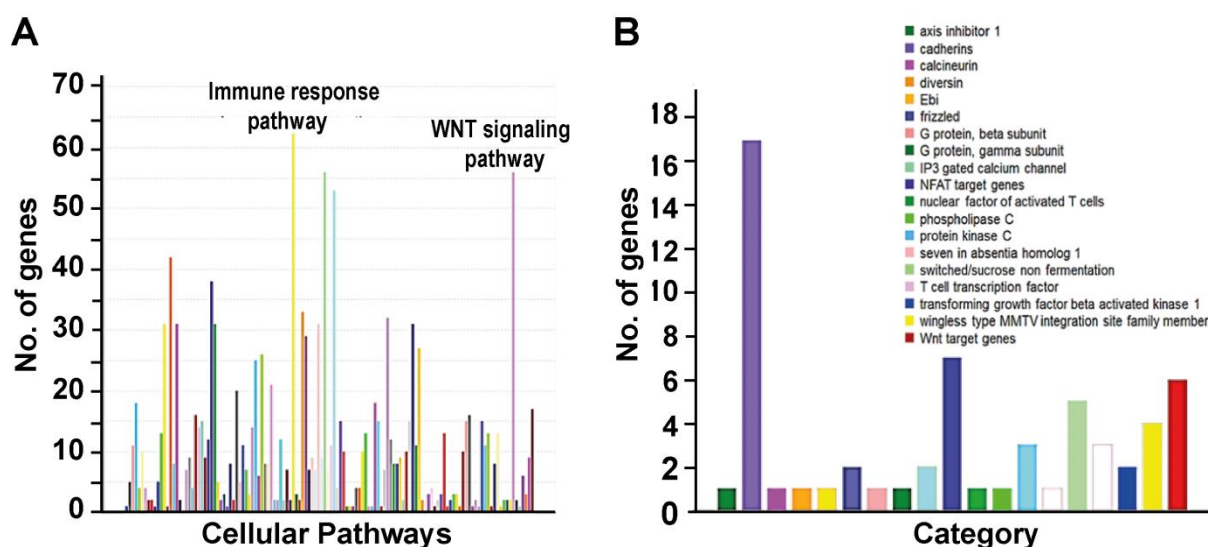 A
No. of genes
70
60
50
40
30
20
10
0
Immune response
pathway
WNT signaling
pathway
Cellular Pathways
B
No. of genes
18
16
14
12
10
8
6
4
2
0
axis inhibitor 1
cadherins
calcineurin
diversin
Ebi
frizzled
G protein, beta subunit
G protein, gamma subunit
IP3 gated calcium channel
NFAT target genes
nuclear factor of activated T cells
phospholipase C
protein kinase C
seven in absentia homolog 1
switched/sucrose non fermentation
T cell transcription factor
transforming growth factor beta activated kinase 1
wingless type MMTV integration site family member
Wnt target genes
Category